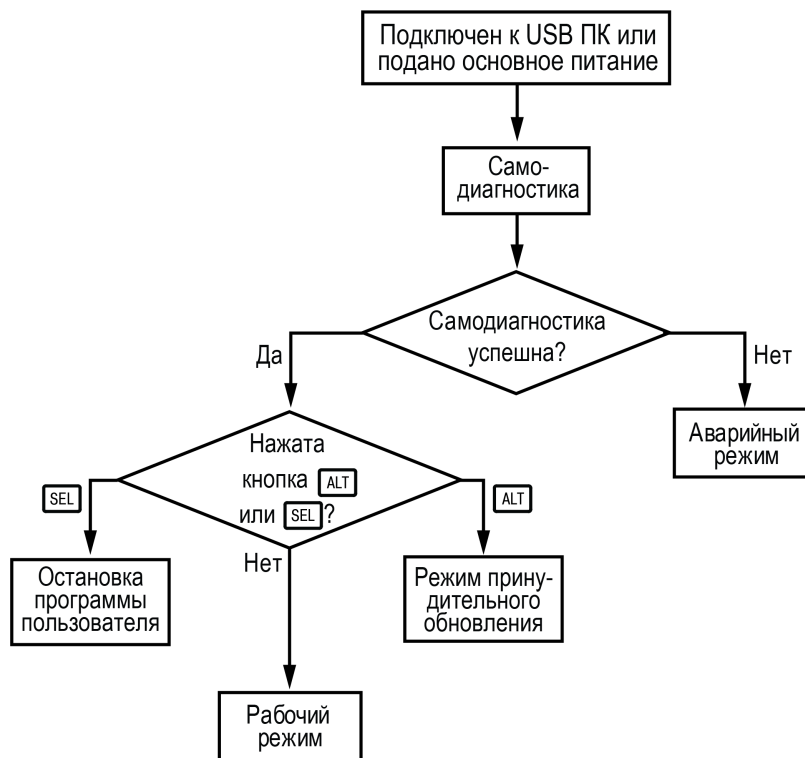 Подключен к USB ПК или
подано основное питание
Само-
диагностика
Самодиагностика
успешна?
Да
Нет
Аварийный
режим
Нажата
кнопка ALT
или SEL?
SEL
ALT
Нет
Остановка
программы
пользователя
Режим прину-
дительного
обновления
Рабочий
режим